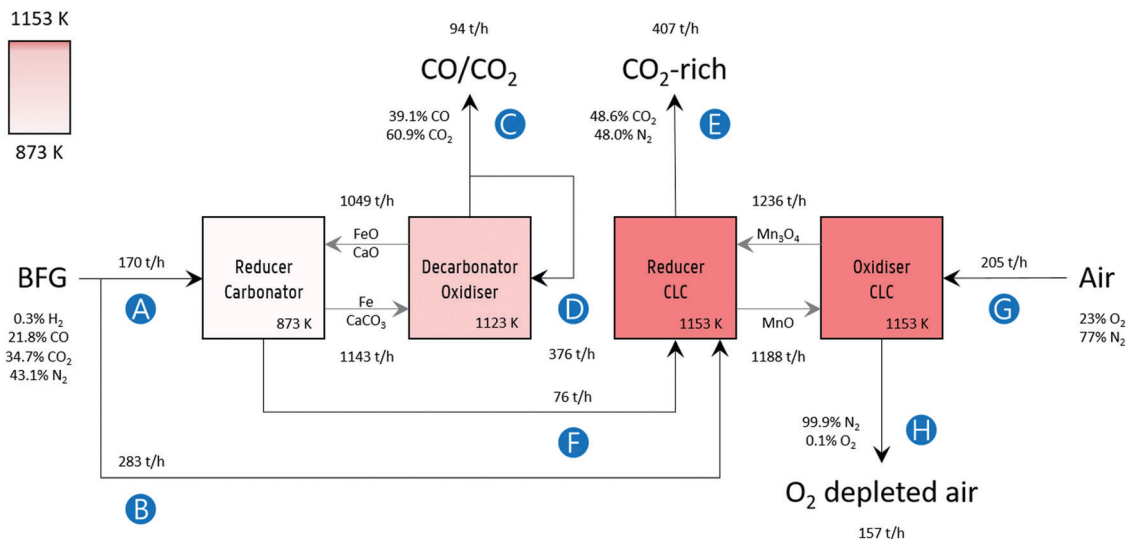 1153 K
873 K
94 t/h
CO/CO₂
39.1% CO
60.9% CO₂
C
407 t/h
CO₂-rich
48.6% CO₂
48.0% N₂
E
BFG
0.3% H₂
21.8% CO
34.7% CO₂
43.1% N₂
170 t/h
A
Reducer
Carbonator
873 K
1049 t/h
FeO
CaO
Fe
CaCO₃
1143 t/h
Decarbonator
Oxidiser
1123 K
D
376 t/h
Reducer
CLC
1153 K
1236 t/h
Mn₃O₄
MnO
1188 t/h
Oxidiser
CLC
1153 K
205 t/h
G
Air
23% O₂
77% N₂
76 t/h
F
283 t/h
B
99.9% N₂
0.1% O₂
H
O₂ depleted air
157 t/h